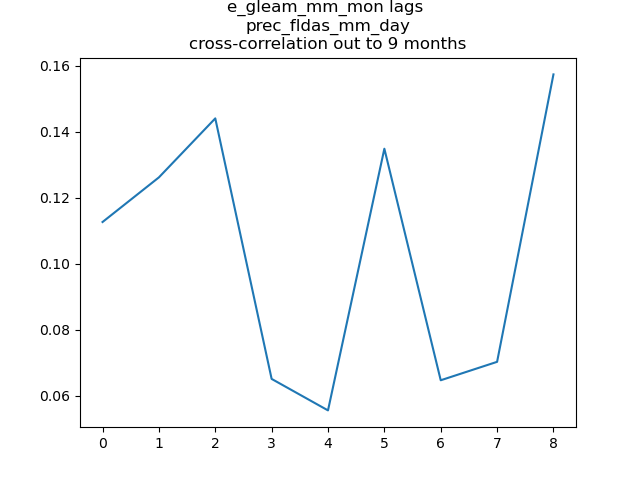 e_gleam_mm_mon lags
prec_fldas_mm_day
cross-correlation out to 9 months
0.16
0.14
0.12
0.10
0.08
0.06
0 1 2 3 4 5 6 7 8